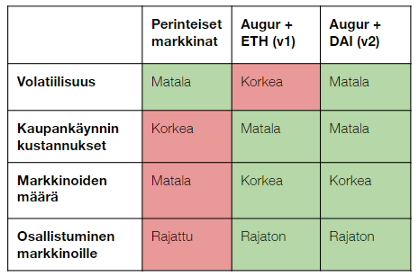 Perinteiset markkinat
Augur + ETH (v1)
Augur + DAI (v2)
Volatiilisuus
Matala
Korkea
Matala
Kaupankäynnin kustannukset
Korkea
Matala
Matala
Markkinoiden määrä
Matala
Korkea
Korkea
Osallistuminen markkinoille
Rajattu
Rajaton
Rajaton